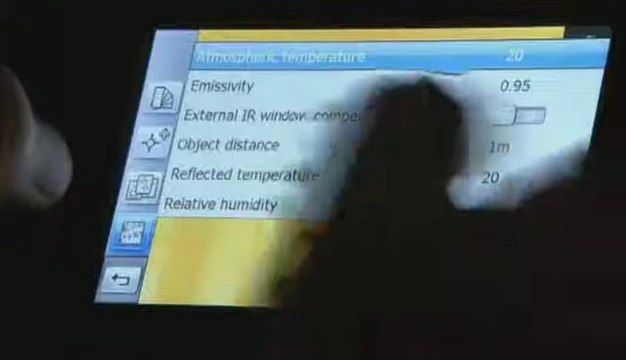 Atmospheric temperature 20
Emissivity 0.95
External IR window
Object distance 1m
Reflected temperature 20
Relative humidity